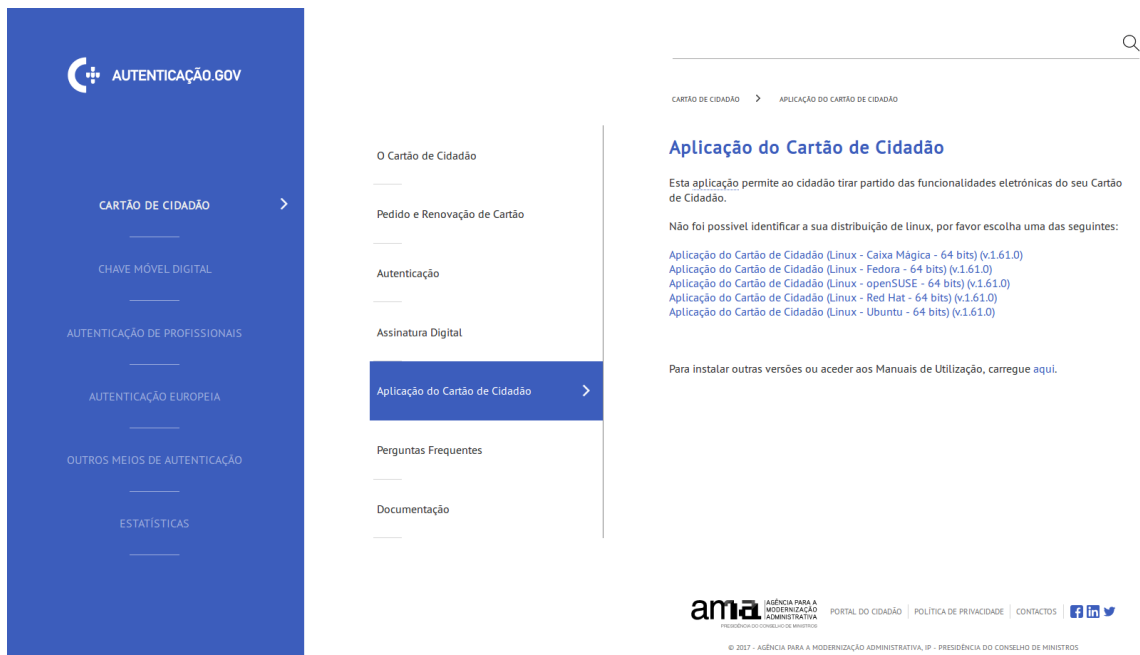 AUTENTICAÇÃO.GOV
CARTÃO DE CIDADÃO
CHAVE MÓVEL DIGITAL
AUTENTICAÇÃO DE PROFISSIONAIS
AUTENTICAÇÃO EUROPEIA
OUTROS MEIOS DE AUTENTICAÇÃO
ESTATÍSTICAS
O Cartão de Cidadão
Pedido e Renovação de Cartão
Autenticação
Assinatura Digital
Aplicação do Cartão de Cidadão
Perguntas Frequentes
Documentação
CARTÃO DE CIDADÃO > APLICAÇÃO DO CARTÃO DE CIDADÃO
Aplicação do Cartão de Cidadão
Esta aplicação permite ao cidadão tirar partido das funcionalidades eletrónicas do seu Cartão
de Cidadão.
Não foi possivel identificar a sua distribuição de linux, por favor escolha uma das seguintes:
Aplicação do Cartão de Cidadão (Linux - Caixa Mágica - 64 bits) (v.1.61.0)
Aplicação do Cartão de Cidadão (Linux - Fedora - 64 bits) (v.1.61.0)
Aplicação do Cartão de Cidadão (Linux - openSUSE - 64 bits) (v.1.61.0)
Aplicação do Cartão de Cidadão (Linux - Red Hat - 64 bits) (v.1.61.0)
Aplicação do Cartão de Cidadão (Linux - Ubuntu - 64 bits) (v.1.61.0)
Para instalar outras versões ou aceder aos Manuais de Utilização, carregue aqui.
ama
AGÊNCIA PARA A
MODERNIZAÇÃO
ADMINISTRATIVA
PRESIDÊNCIA DO CONSELHO DE MINISTROS
PORTAL DO CIDADÃO | POLÍTICA DE PRIVACIDADE | CONTACTOS
© 2017 - AGÊNCIA PARA A MODERNIZAÇÃO ADMINISTRATIVA, IP - PRESIDÊNCIA DO CONSELHO DE MINISTROS